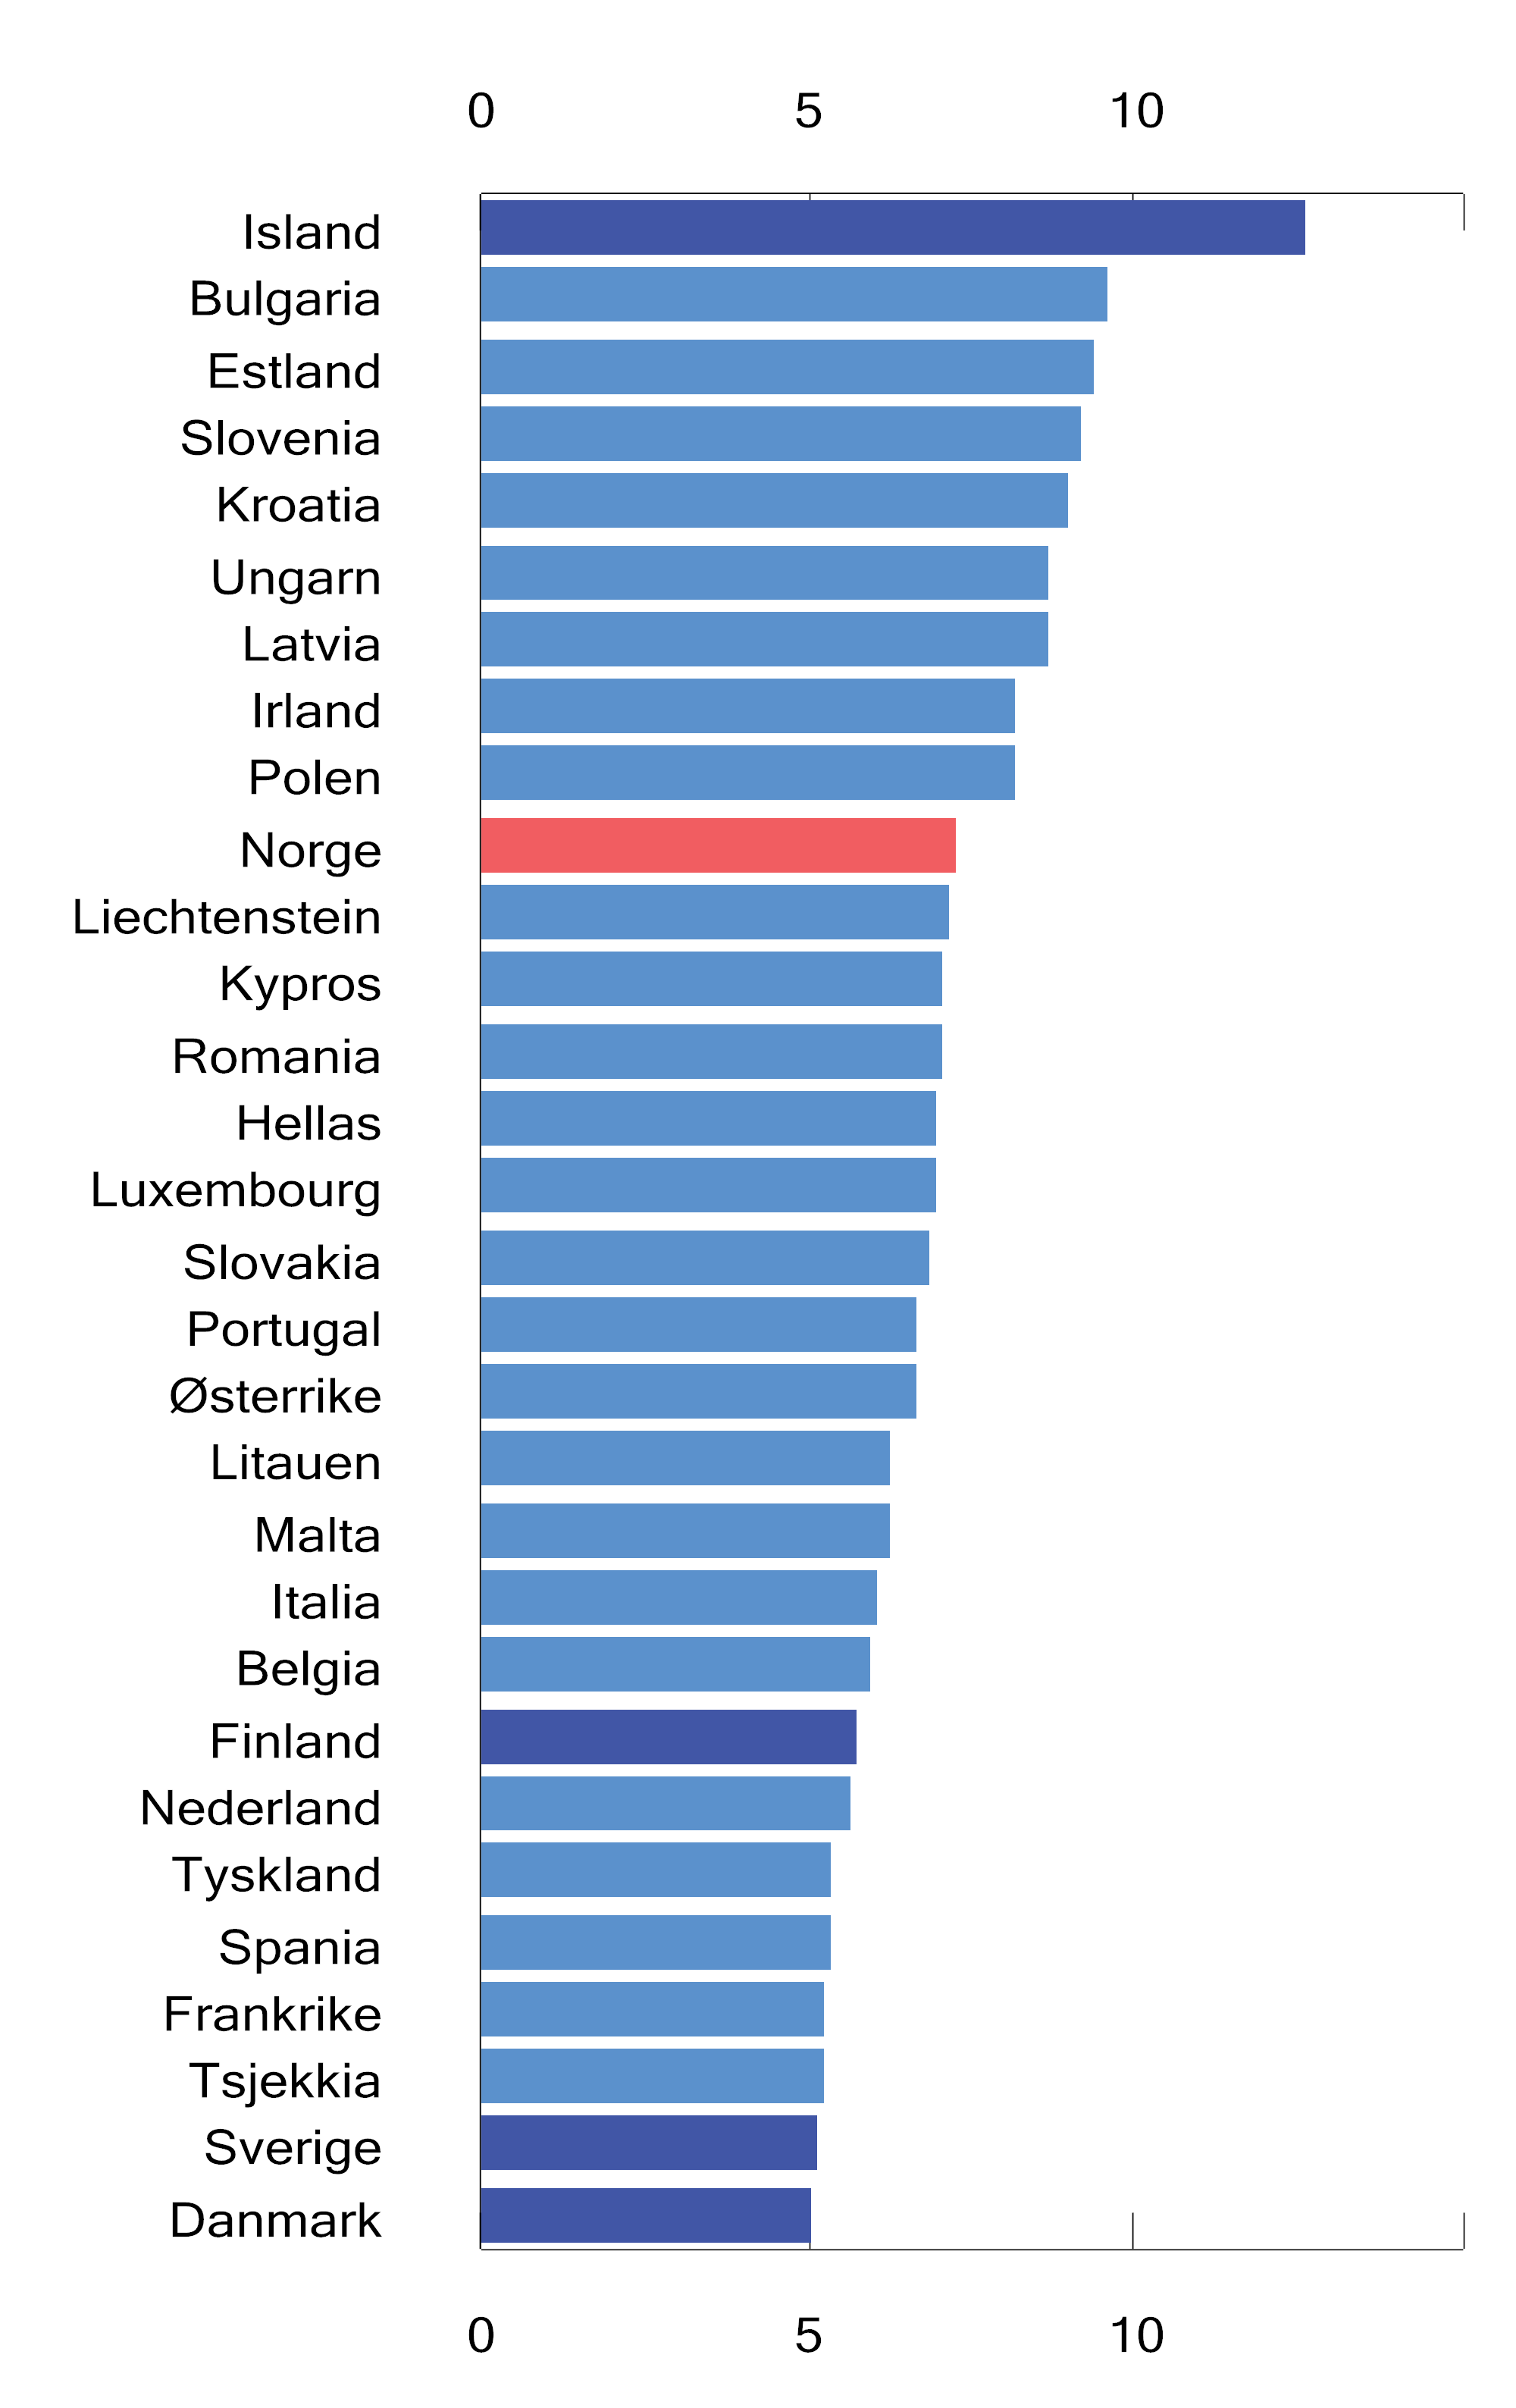 0 5 10
Island
Bulgaria
Estland
Slovenia
Kroatia
Ungarn
Latvia
Irland
Polen
Norge
Liechtenstein
Kypros
Romania
Hellas
Luxembourg
Slovakia
Portugal
Østerrike
Litauen
Malta
Italia
Belgia
Finland
Nederland
Tyskland
Spania
Frankrike
Tsjekkia
Sverige
Danmark
0 5 10